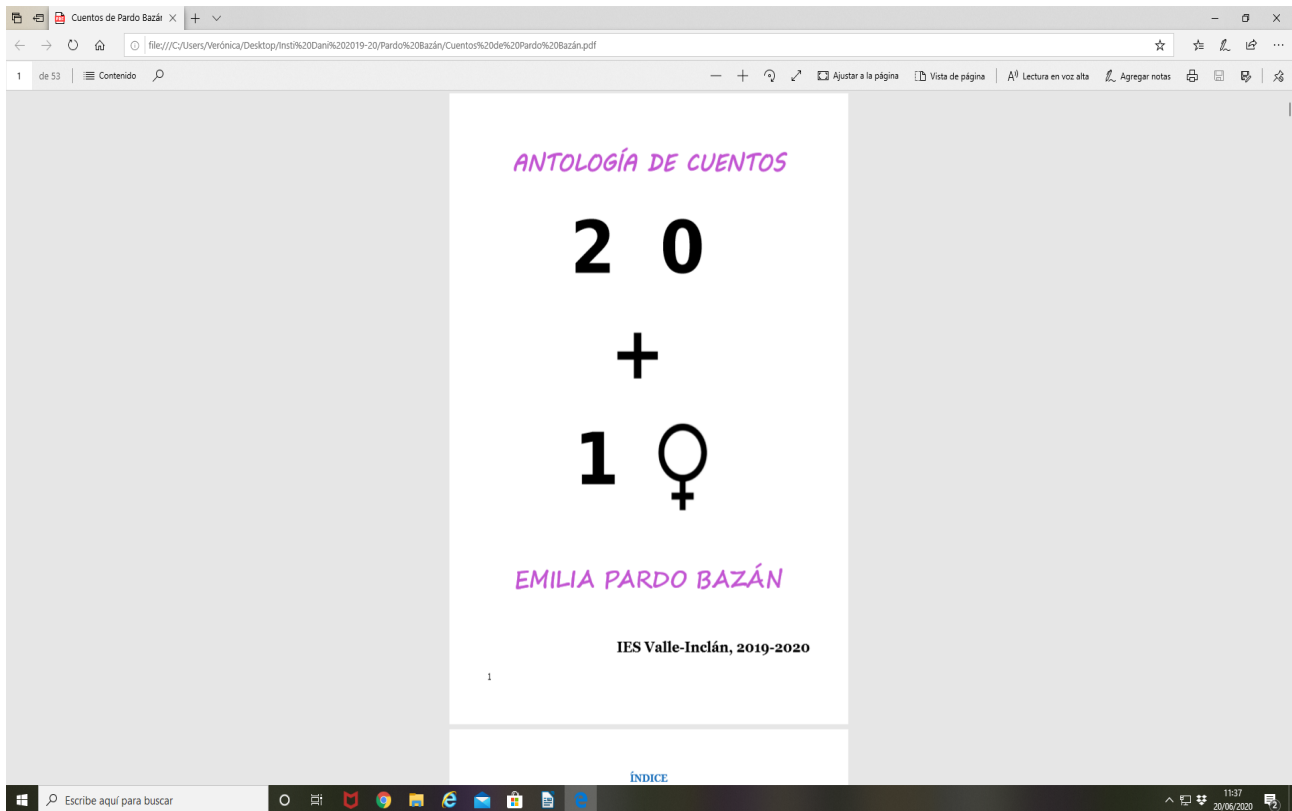 Cuentos de Pardo Bazár
file:///C:/Users/Verónica/Desktop/Insti%20Dani%202019-20/Pardo%20Bazán/Cuentos%20de%20Pardo%20Bazán.pdf
1 de 53 Contenido Ajustar a la página Vista de página Lectura en voz alta Agregar notas
ANTOLOGÍA DE CUENTOS
2 0
+
1 ♀
EMILIA PARDO BAZÁN
IES Valle-Inclán, 2019-2020
1
ÍNDICE
Escribe aquí para buscar
11:37
20/06/2020
2